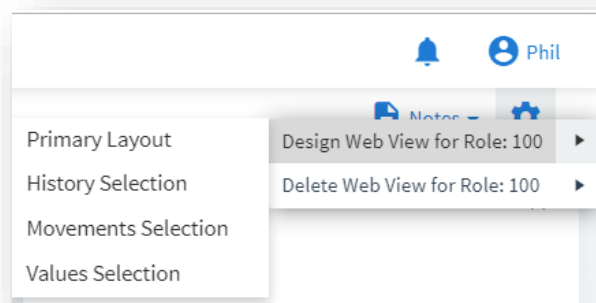 Phil
Notes
Primary Layout
Design Web View for Role: 100
History Selection
Delete Web View for Role: 100
Movements Selection
Values Selection